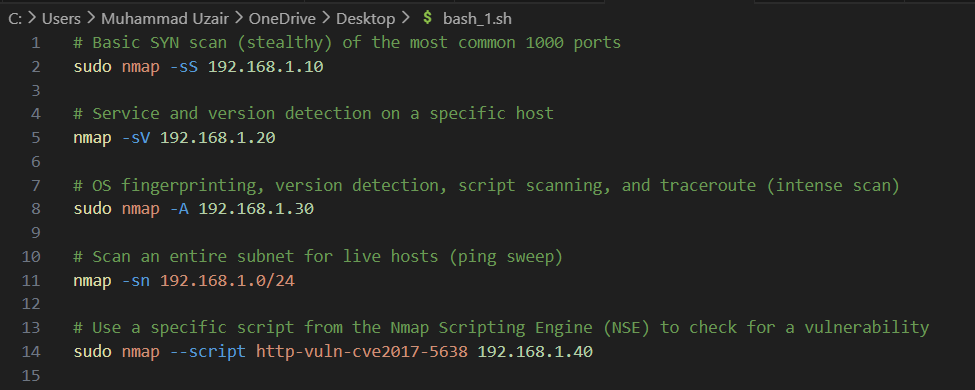 C: > Users > Muhammad Uzair > OneDrive > Desktop > $ bash_1.sh
1 # Basic SYN scan (stealthy) of the most common 1000 ports
2 sudo nmap -sS 192.168.1.10
3
4 # Service and version detection on a specific host
5 nmap -sV 192.168.1.20
6
7 # OS fingerprinting, version detection, script scanning, and traceroute (intense scan)
8 sudo nmap -A 192.168.1.30
9
10 # Scan an entire subnet for live hosts (ping sweep)
11 nmap -sn 192.168.1.0/24
12
13 # Use a specific script from the Nmap Scripting Engine (NSE) to check for a vulnerability
14 sudo nmap --script http-vuln-cve2017-5638 192.168.1.40
15